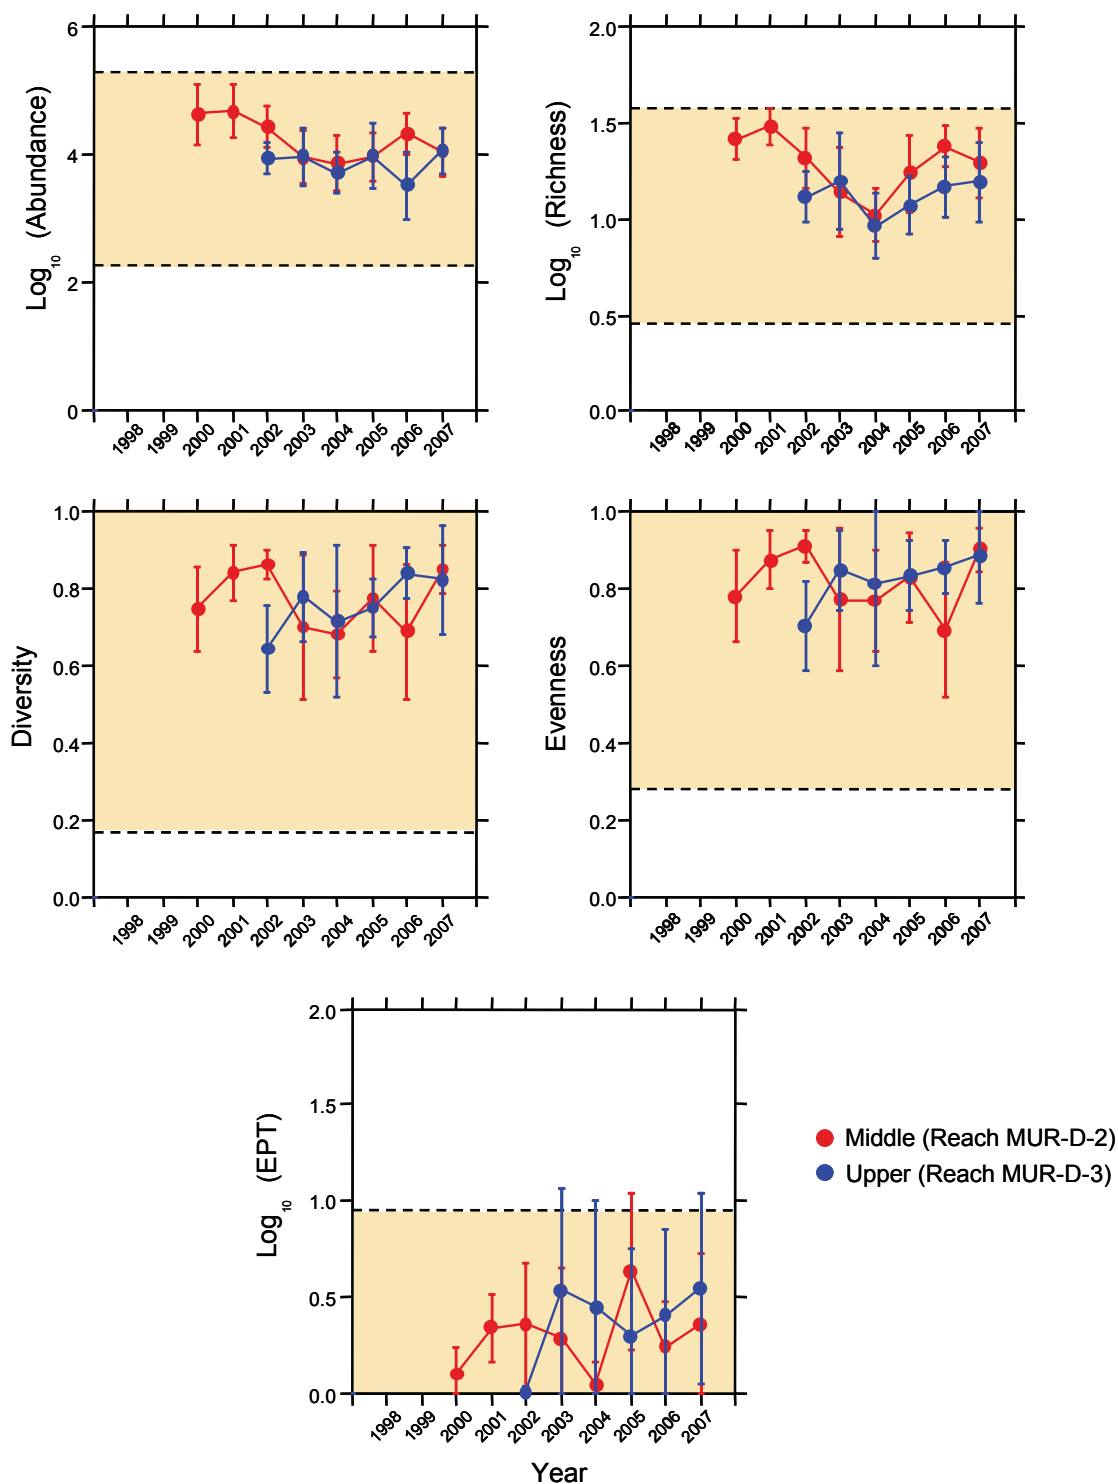 6
4
2
0
Log₁₀ (Abundance)
1998 1999 2000 2001 2002 2003 2004 2005 2006 2007
2.0
1.5
1.0
0.5
0.0
Log₁₀ (Richness)
1998 1999 2000 2001 2002 2003 2004 2005 2006 2007
1.0
0.8
0.6
0.4
0.2
0.0
Diversity
1998 1999 2000 2001 2002 2003 2004 2005 2006 2007
1.0
0.8
0.6
0.4
0.2
0.0
Evenness
1998 1999 2000 2001 2002 2003 2004 2005 2006 2007
2.0
1.5
1.0
0.5
0.0
Log₁₀ (EPT)
1998 1999 2000 2001 2002 2003 2004 2005 2006 2007
Year
Middle (Reach MUR-D-2)
Upper (Reach MUR-D-3)